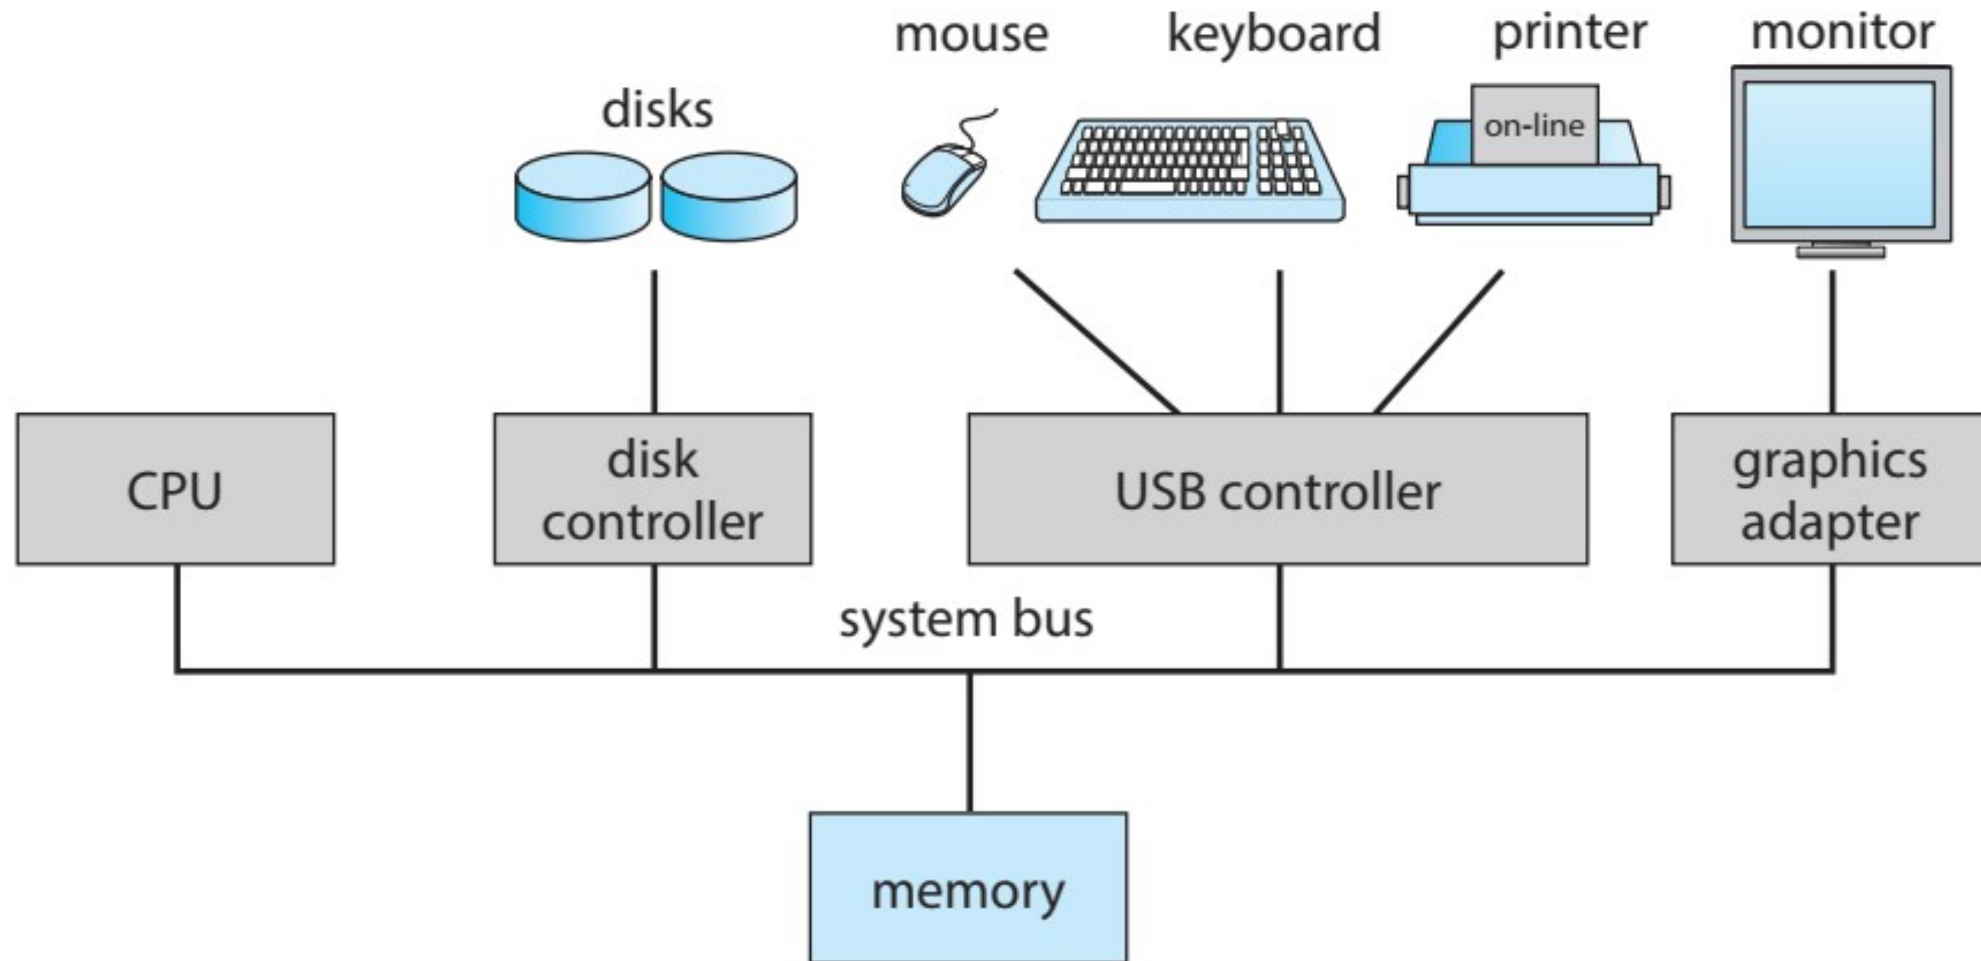 mouse
keyboard
printer
monitor
disks
on-line
CPU
disk
controller
USB controller
graphics
adapter
system bus
memory